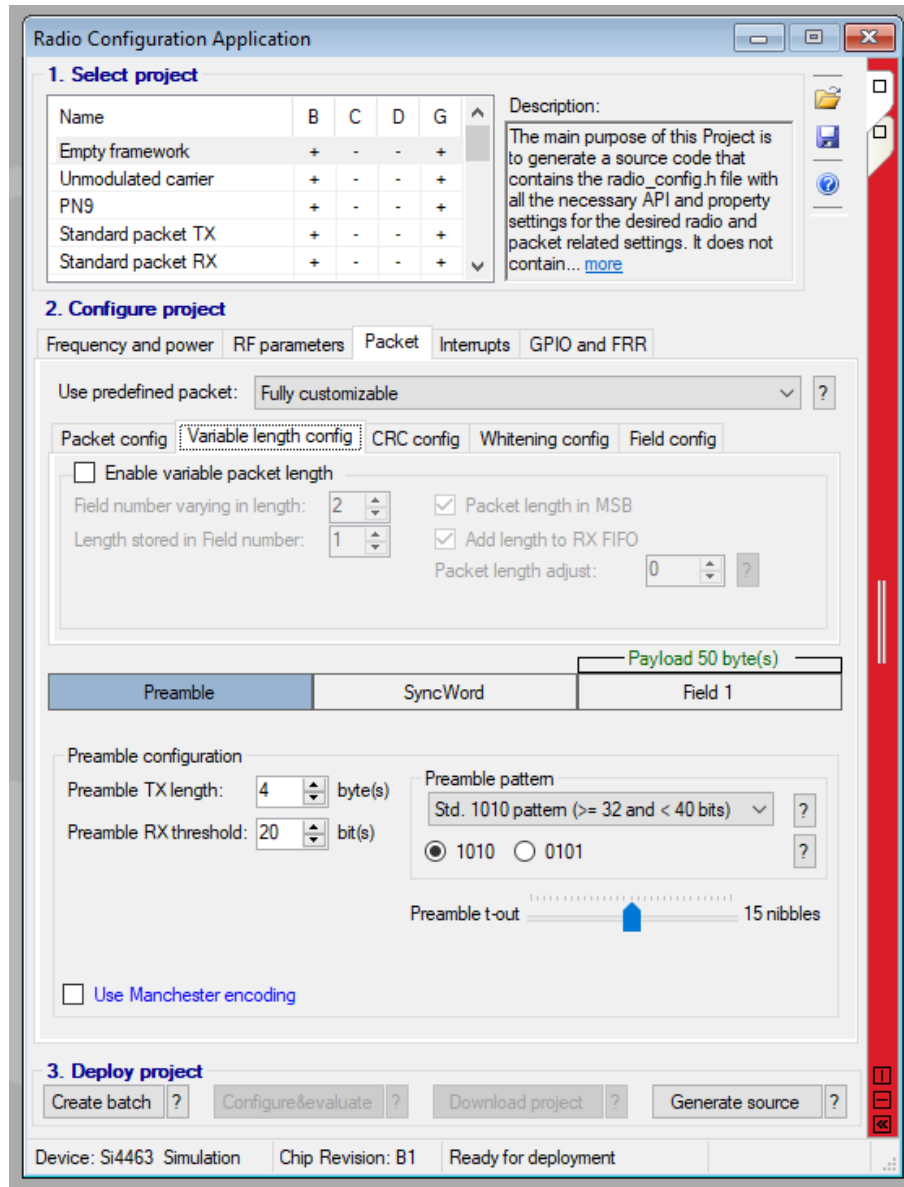 Radio Configuration Application
1. Select project
Name B C D G
Empty framework + - - +
Unmodulated carrier + - - +
PN9 + - - +
Standard packet TX + - - +
Standard packet RX + - - +
Description:
The main purpose of this Project is
to generate a source code that
contains the radio_config.h file with
all the necessary API and property
settings for the desired radio and
packet related settings. It does not
contain... more
2. Configure project
Frequency and power RF parameters Packet Interrupts GPIO and FRR
Use predefined packet: Fully customizable ?
Packet config Variable length config CRC config Whitening config Field config
Enable variable packet length
Field number varying in length: 2 Packet length in MSB
Length stored in Field number: 1 Add length to RX FIFO
Packet length adjust: 0 ?
Payload 50 byte(s)
Preamble SyncWord Field 1
Preamble configuration
Preamble TX length: 4 byte(s)
Preamble RX threshold: 20 bit(s)
Preamble pattern
Std. 1010 pattern (>= 32 and < 40 bits) ?
1010 0101 ?
Preamble t-out 15 nibbles
Use Manchester encoding
3. Deploy project
Create batch ? Configure&evaluate ? Download project ? Generate source ?
Device: Si4463 Simulation Chip Revision: B1 Ready for deployment